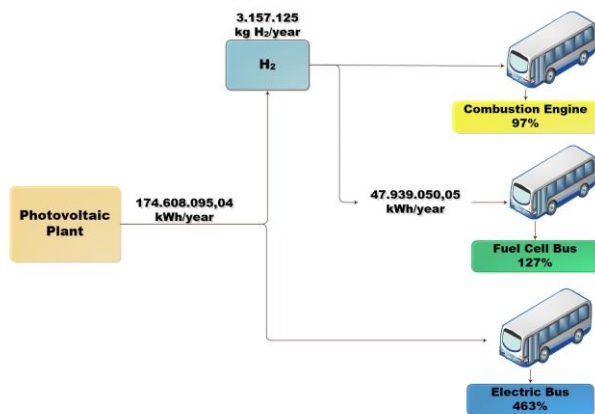 3.157.125
kg H₂/year
H₂
Combustion Engine
97%
174.608.095,04
kWh/year
Photovoltaic
Plant
47.939.050,05
kWh/year
Fuel Cell Bus
127%
Electric Bus
463%